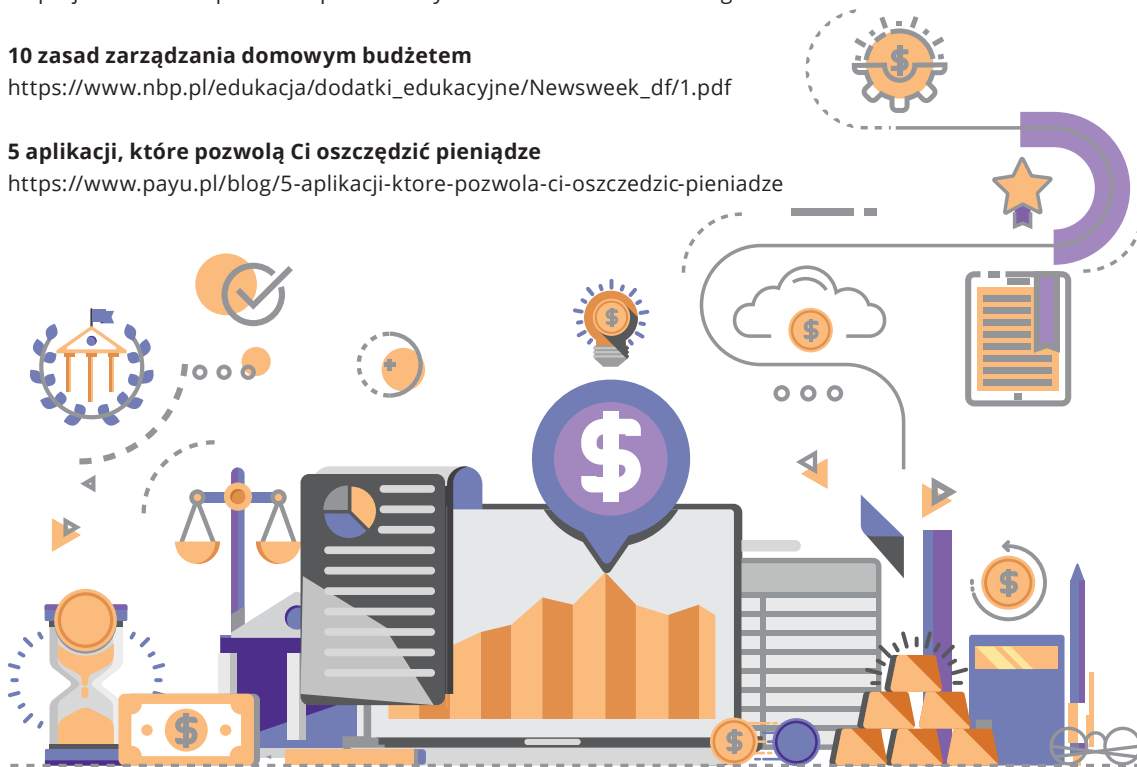 10 zasad zarządzania domowym budżetem
https://www.nbp.pl/edukacja/dodatki_edukacyjne/Newsweek_df/1.pdf
5 aplikacji, które pozwolą Ci oszczędzić pieniądze
https://www.payu.pl/blog/5-aplikacji-ktore-pozwola-ci-oszczedzic-pieniadze
$
$
$
$
$
$
$